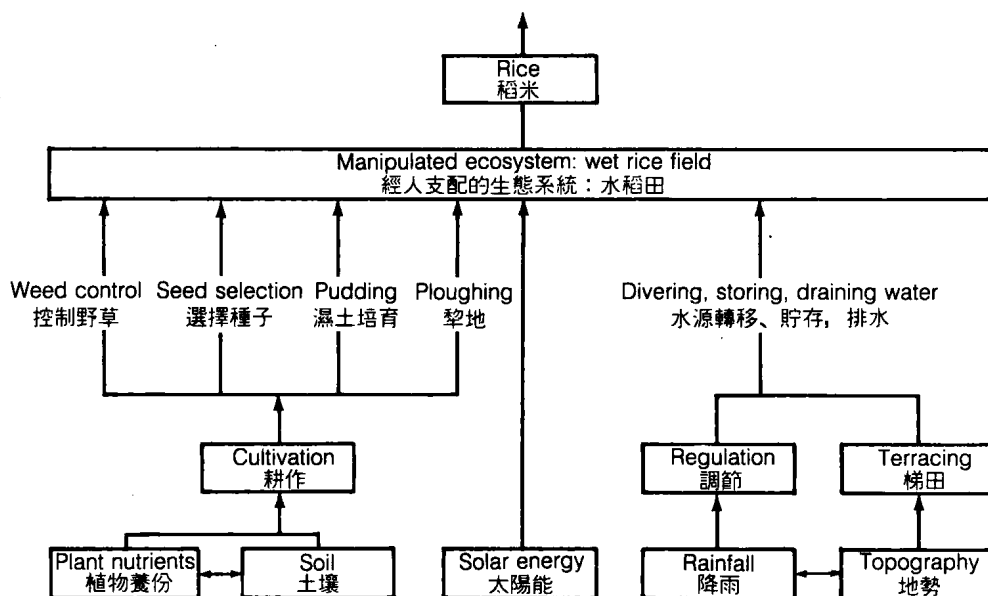 Rice
稻米
Manipulated ecosystem: wet rice field
經人支配的生態系統：水稻田
Weed control
控制野草
Seed selection
選擇種子
Pudding
濕土培育
Ploughing
犂地
Divering, storing, draining water
水源轉移、貯存，排水
Cultivation
耕作
Regulation
調節
Terracing
梯田
Plant nutrients
植物養份
Soil
土壤
Solar energy
太陽能
Rainfall
降雨
Topography
地勢